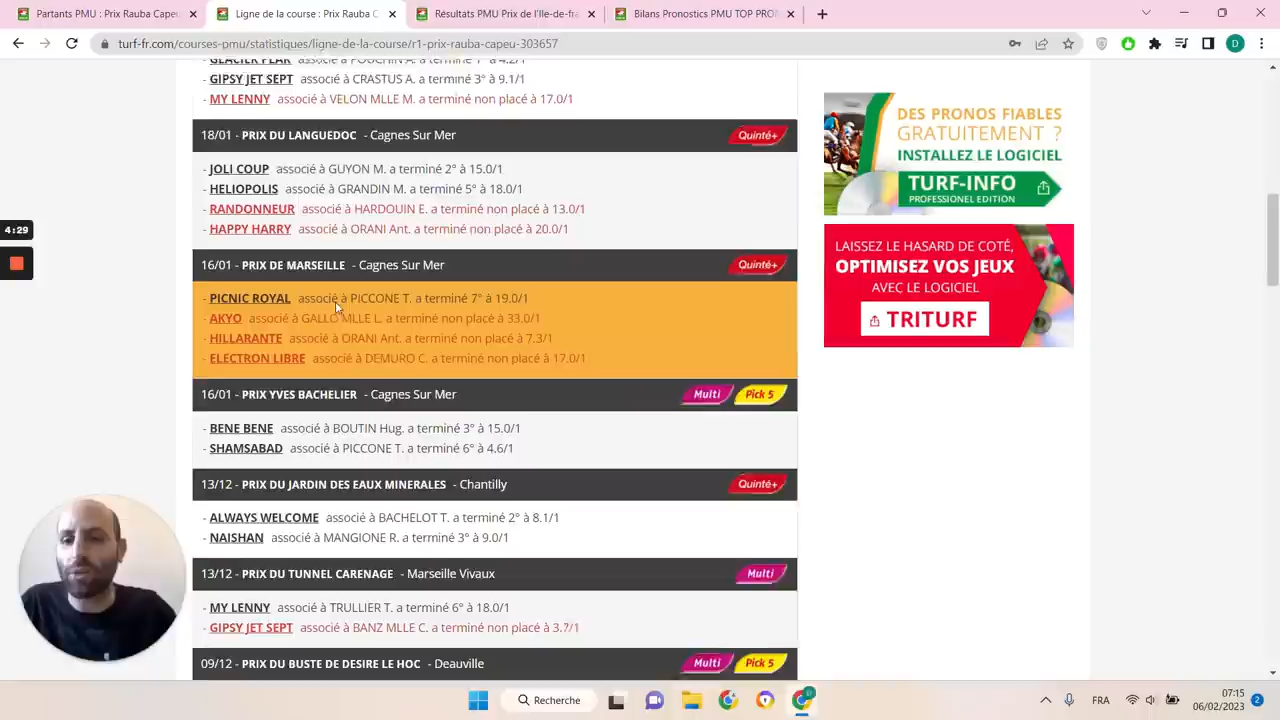 Partants - Prix Rauba Cap
Ligne de la course
Résultats PMU Prix de l'Ile-de-fra
Bilans Pronostics PMU TOP PRO
turf-fr.com/courses-pmu/statistiques/ligne-de-la-course/r1-prix-rauba-capeu-303657
D
- GLACIER PEAK associé à POUCHIN A. a terminé 1° à 4.2/1
- GIPSY JET SEPT associé à CRASTUS A. a terminé 3° à 9.1/1
- MY LENNY associé à VELON MLLE M. a terminé non placé à 17.0/1
18/01 - PRIX DU LANGUEDOC - Cagnes Sur Mer Quinté+
- JOLI COUP associé à GUYON M. a terminé 2° à 15.0/1
- HELIOPOLIS associé à GRANDIN M. a terminé 5° à 18.0/1
- RANDONNEUR associé à HARDOUIN E. a terminé non placé à 13.0/1
- HAPPY HARRY associé à ORANI Ant. a terminé non placé à 20.0/1
16/01 - PRIX DE MARSEILLE - Cagnes Sur Mer Quinté+
- PICNIC ROYAL associé à PICCONE T. a terminé 7° à 19.0/1
- AKYO associé à GALLO MLLE L. a terminé non placé à 33.0/1
- HILLARANTE associé à ORANI Ant. a terminé non placé à 7.3/1
- ELECTRON LIBRE associé à DEMURO C. a terminé non placé à 17.0/1
16/01 - PRIX YVES BACHELIER - Cagnes Sur Mer Multi Pick 5
- BENE BENE associé à BOUTIN Hug. a terminé 3° à 15.0/1
- SHAMSABAD associé à PICCONE T. a terminé 6° à 4.6/1
13/12 - PRIX DU JARDIN DES EAUX MINERALES - Chantilly Quinté+
- ALWAYS WELCOME associé à BACHELOT T. a terminé 2° à 8.1/1
- NAISHAN associé à MANGIONE R. a terminé 3° à 9.0/1
13/12 - PRIX DU TUNNEL CARENAGE - Marseille Vivaux Multi
- MY LENNY associé à TRULLIER T. a terminé 6° à 18.0/1
- GIPSY JET SEPT associé à BANZ MLLE C. a terminé non placé à 3.7/1
09/12 - PRIX DU BUSTE DE DESIRE LE HOC - Deauville Multi Pick 5
DES PRONOS FIABLES
GRATUITEMENT ?
INSTALLEZ LE LOGICIEL
TURF-INFO
PROFESSIONEL EDITION
LAISSEZ LE HASARD DE COTÉ,
OPTIMISEZ VOS JEUX
AVEC LE LOGICIEL
TRITURF
4:29
Recherche
FRA
07:15
06/02/2023
2